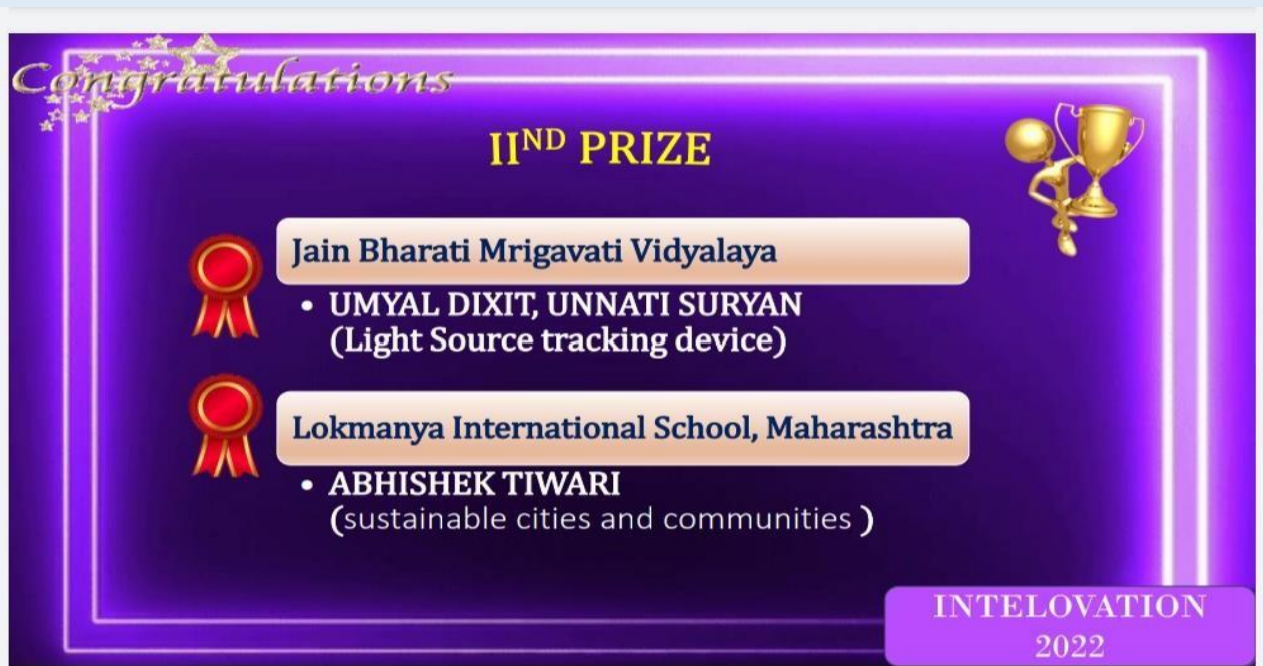 Congratulations
IIND PRIZE
Jain Bharati Mrigavati Vidyalaya
• UMYAL DIXIT, UNNATI SURYAN
(Light Source tracking device)
Lokmanya International School, Maharashtra
• ABHISHEK TIWARI
(sustainable cities and communities )
INTELOVATION
2022